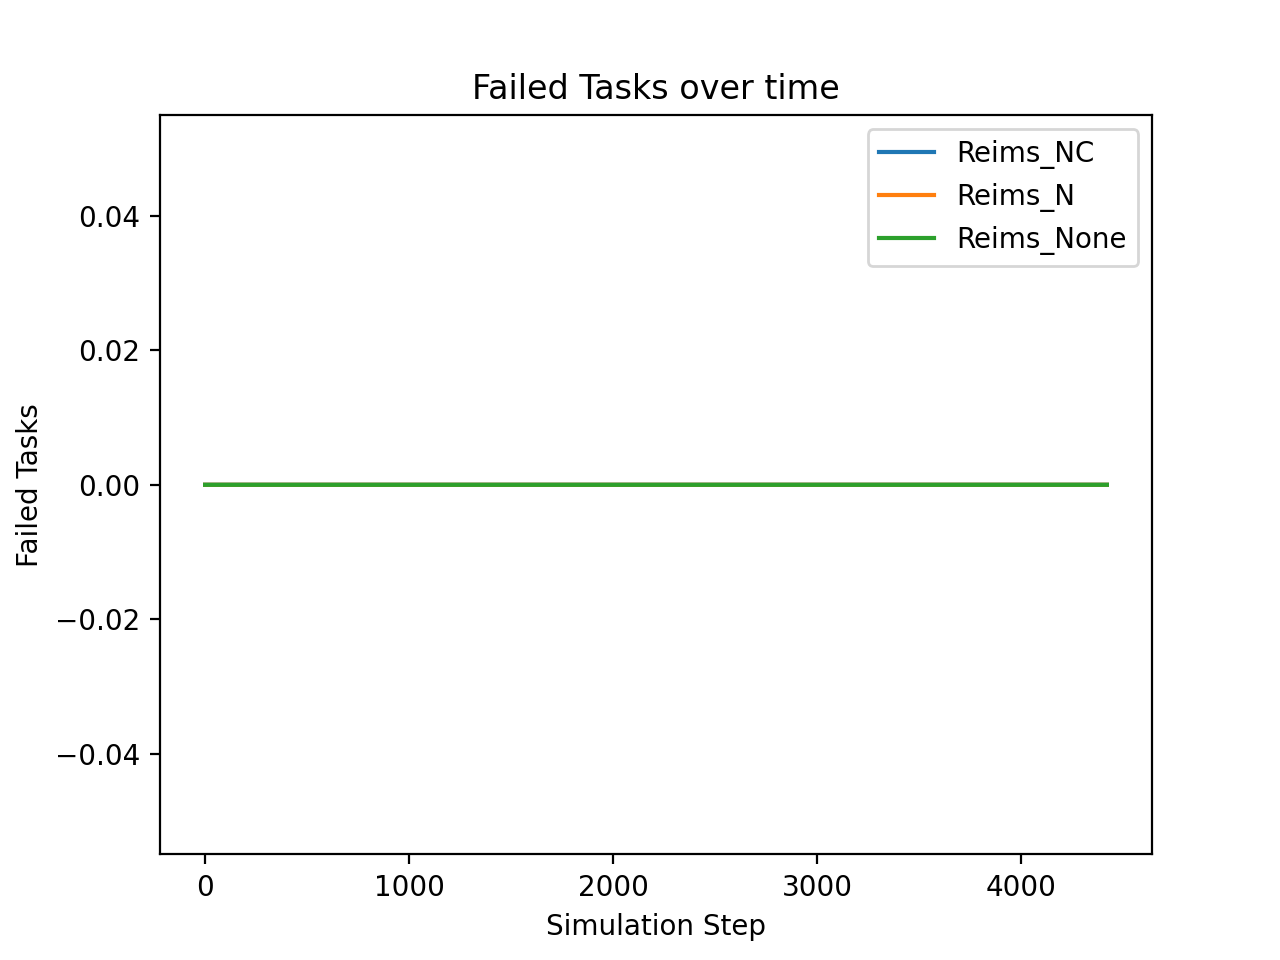 Failed Tasks over time
Reims_NC
Reims_N
Reims_None
0.04
0.02
0.00
−0.02
−0.04
Failed Tasks
0 1000 2000 3000 4000
Simulation Step